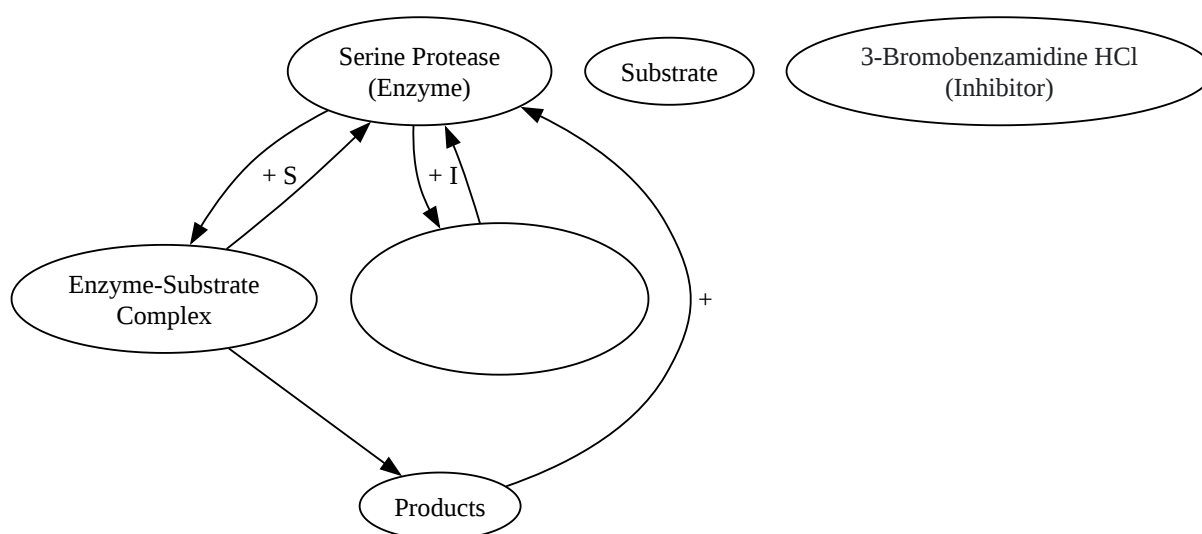 Serine Protease
(Enzyme)
Substrate
3-Bromobenzamidine HCl
(Inhibitor)
+ S
+ I
Enzyme-Substrate
Complex
+
Products